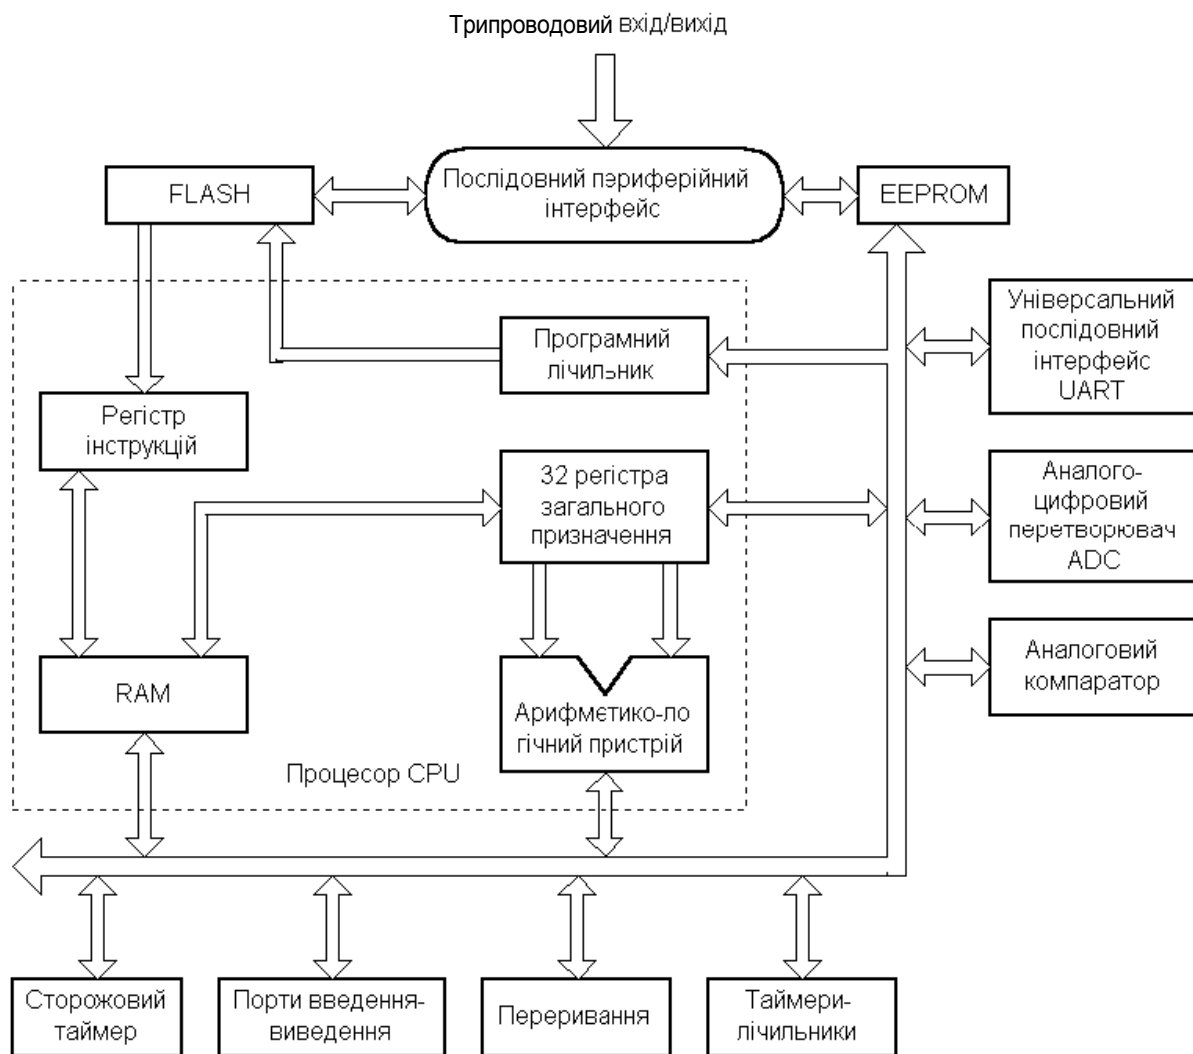 Трипроводовий вхід/вихід
Послідовний периферійний
інтерфейс
FLASH
EEPROM
Універсальний
послідовний
інтерфейс
UART
Програмний
лічильник
Регістр
інструкцій
32 регістра
загального
призначення
Аналого-
цифровий
перетворювач
ADC
RAM
Арифмєтико-ло
гічний пристрій
Аналоговий
компаратор
Процесор CPU
Сторожовий
таймер
Порти введення-
виведення
Переривання
Таймери-
лічильники